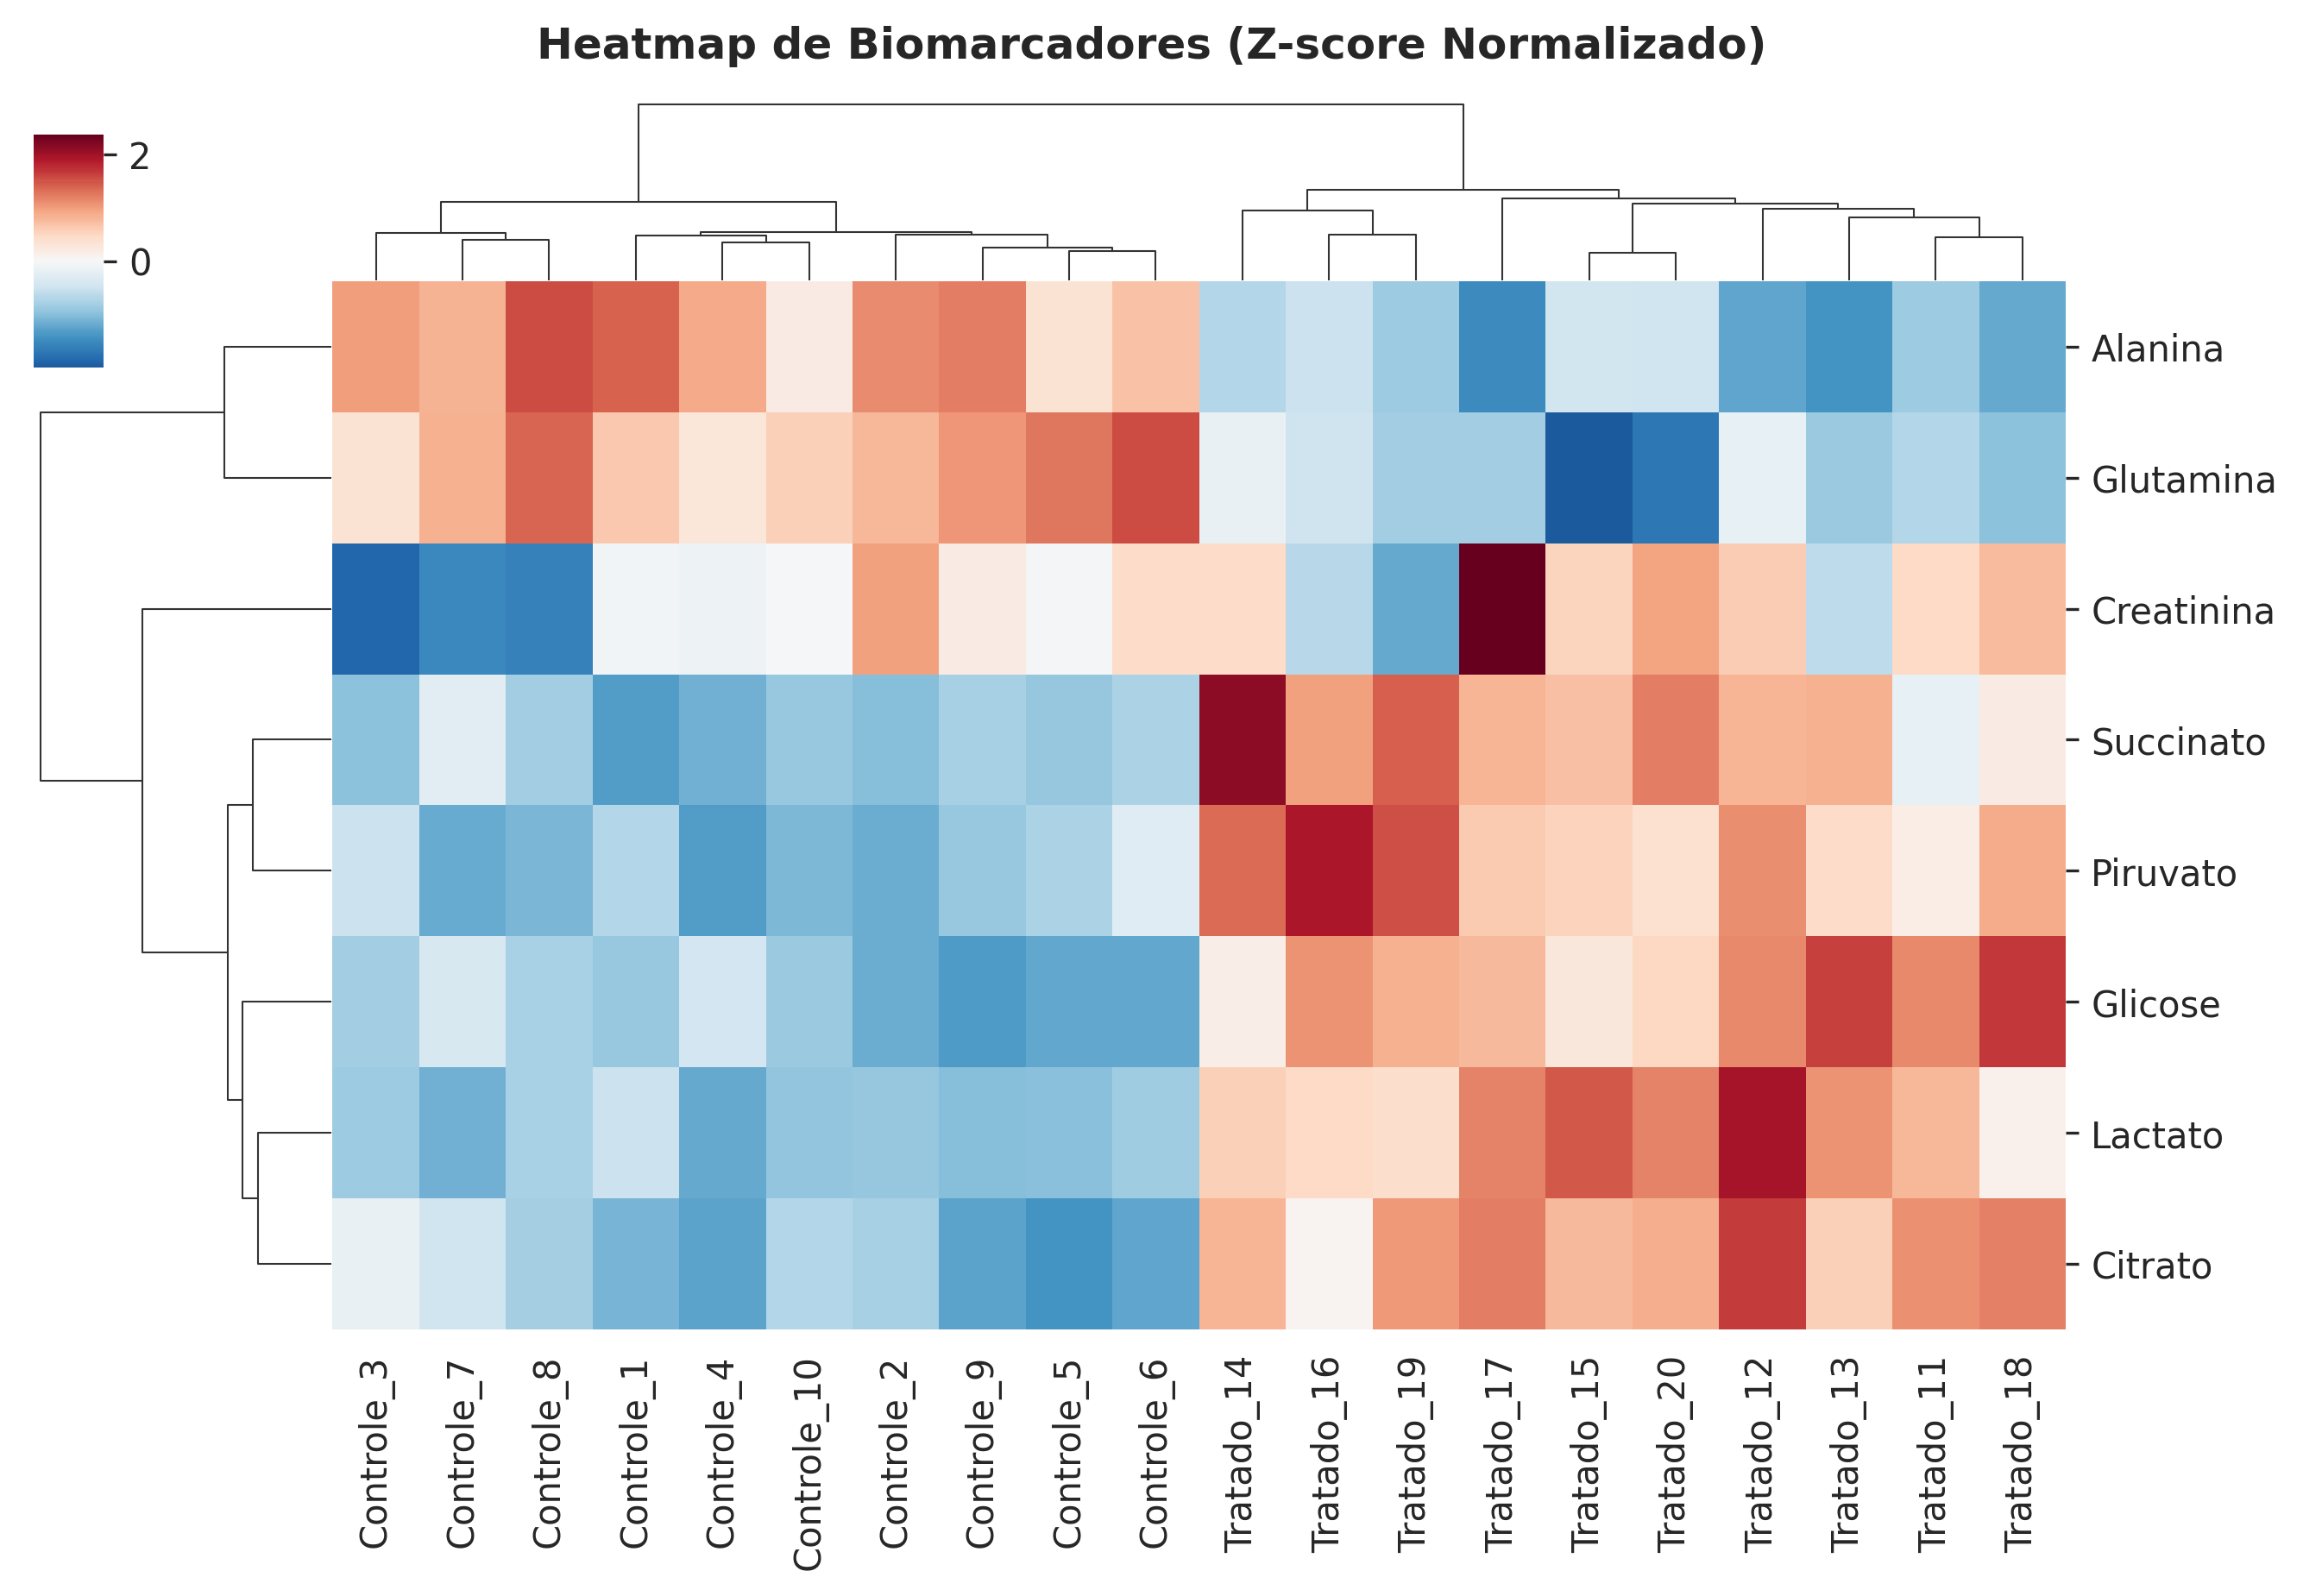 Heatmap de Biomarcadores (Z-score Normalizado)
2
0
Alanina
Glutamina
Creatinina
Succinato
Piruvato
Glicose
Lactato
Citrato
Controle_3
Controle_7
Controle_8
Controle_1
Controle_4
Controle_10
Controle_2
Controle_9
Controle_5
Controle_6
Tratado_14
Tratado_16
Tratado_19
Tratado_17
Tratado_15
Tratado_20
Tratado_12
Tratado_13
Tratado_11
Tratado_18